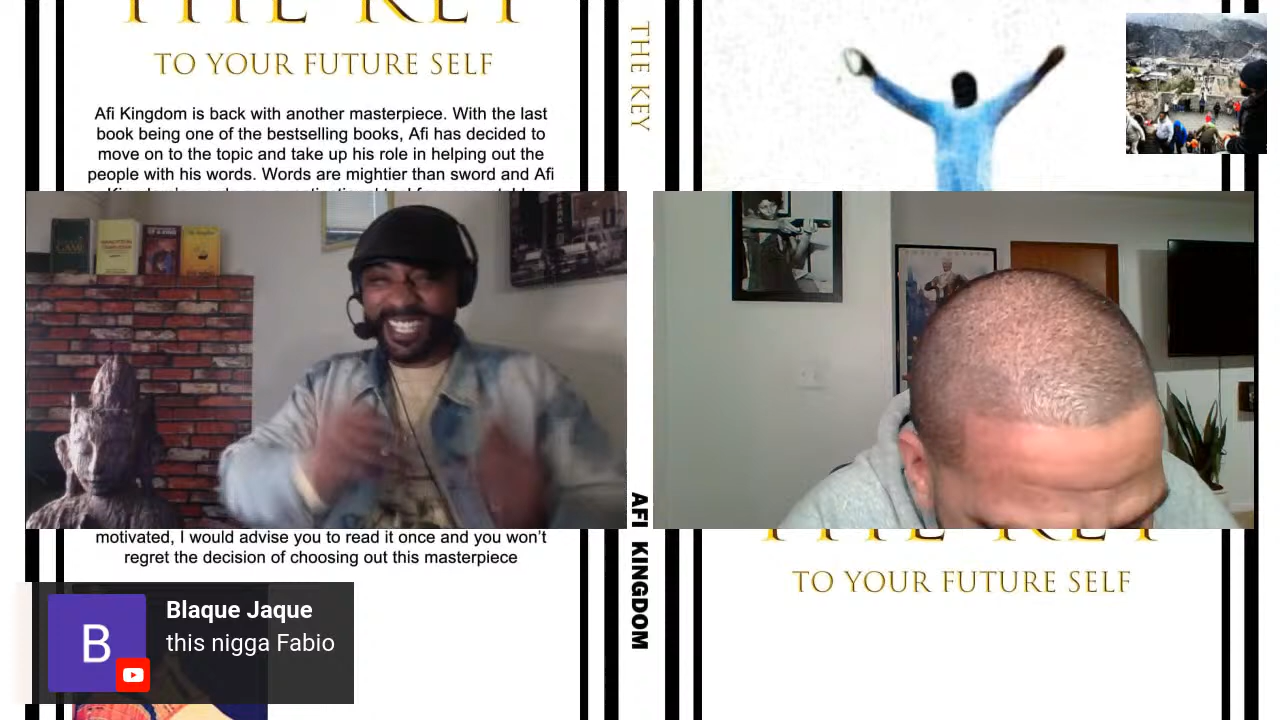 THE KEY
TO YOUR FUTURE SELF
Afi Kingdom is back with another masterpiece. With the last
book being one of the bestselling books, Afi has decided to
move on to the topic and take up his role in helping out the
people with his words. Words are mightier than sword and Afi
motivated, I would advise you to read it once and you won’t
regret the decision of choosing out this masterpiece
THE KEY
AFI KINGDOM
THE KEY
TO YOUR FUTURE SELF
B
Blaque Jaque
this nigga Fabio